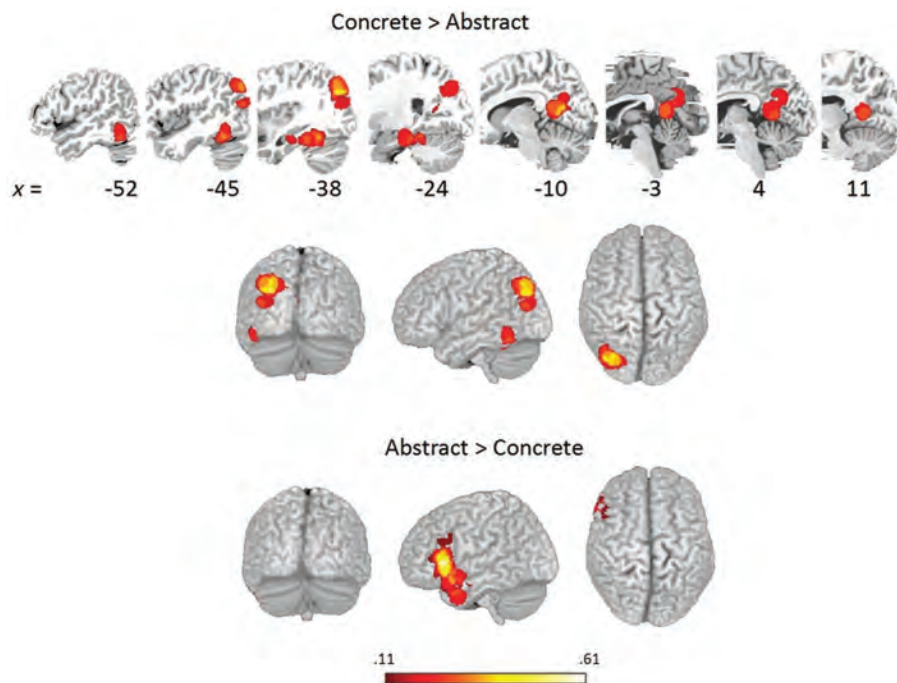 Concrete > Abstract
x = -52 -45 -38 -24 -10 -3 4 11
Abstract > Concrete
.11 .61